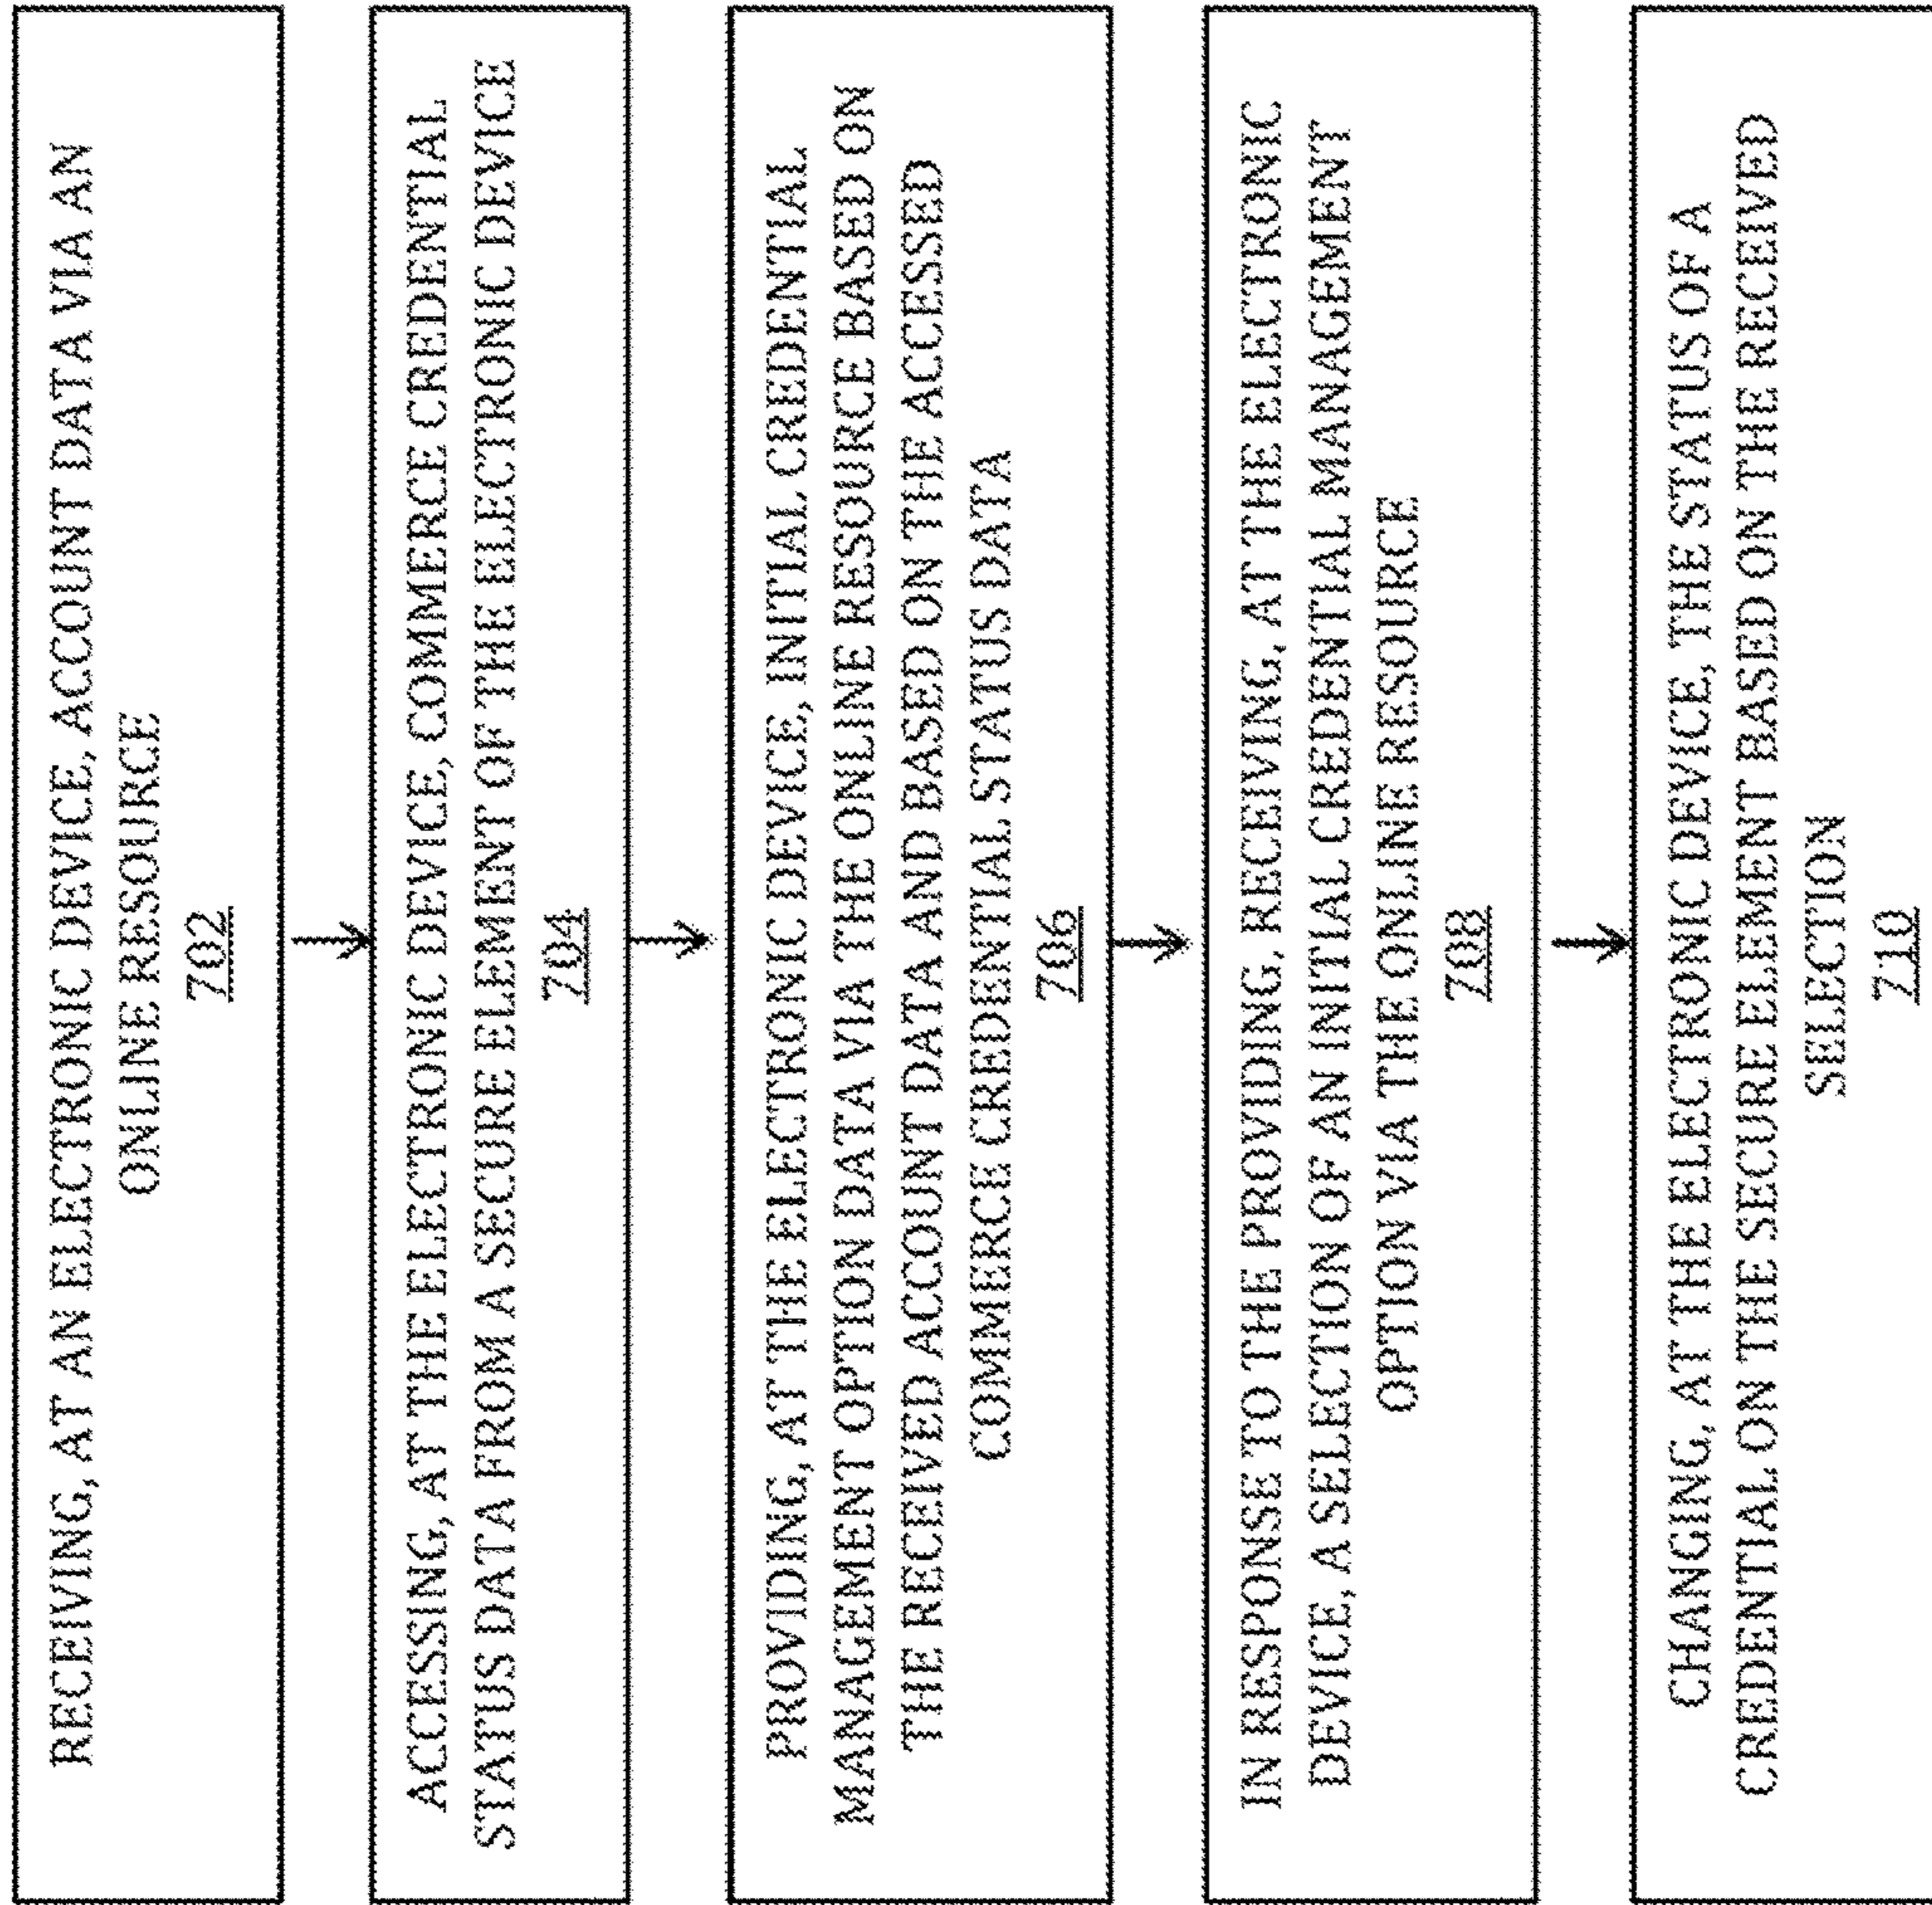 RECEIVING, AT AN ELECTRONIC DEVICE, ACCOUNT DATA VIA AN
ONLINE RESOURCE
702
ACCESSING, AT THE ELECTRONIC DEVICE, COMMERCE CREDENTIAL
STATUS DATA FROM A SECURE ELEMENT OF THE ELECTRONIC DEVICE
704
PROVIDING, AT THE ELECTRONIC DEVICE, INITIAL CREDENTIAL
MANAGEMENT OPTION DATA VIA THE ONLINE RESOURCE BASED ON
THE RECEIVED ACCOUNT DATA AND BASED ON THE ACCESSED
COMMERCE CREDENTIAL STATUS DATA
706
IN RESPONSE TO THE PROVIDING, RECEIVING, AT THE ELECTRONIC
DEVICE, A SELECTION OF AN INITIAL CREDENTIAL MANAGEMENT
OPTION VIA THE ONLINE RESOURCE
708
CHANGING, AT THE ELECTRONIC DEVICE, THE STATUS OF A
CREDENTIAL ON THE SECURE ELEMENT BASED ON THE RECEIVED
SELECTION
710